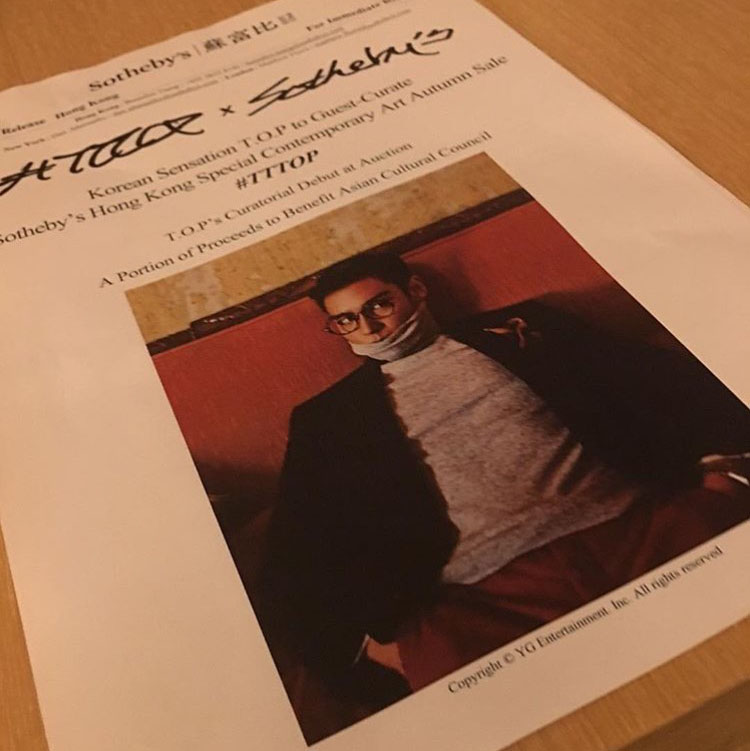 Sotheby's | 蘇富比
For Immediate
Release Hong Kong
#TTTOP x Sotheby's
Korean Sensation T.O.P to Guest-Curate
Sotheby's Hong Kong Special Contemporary Art Autumn Sale
#TTTOP
T.O.P's Curatorial Debut at Auction
A Portion of Proceeds to Benefit Asian Cultural Council
Copyright © YG Entertainment. Inc. All rights reserved